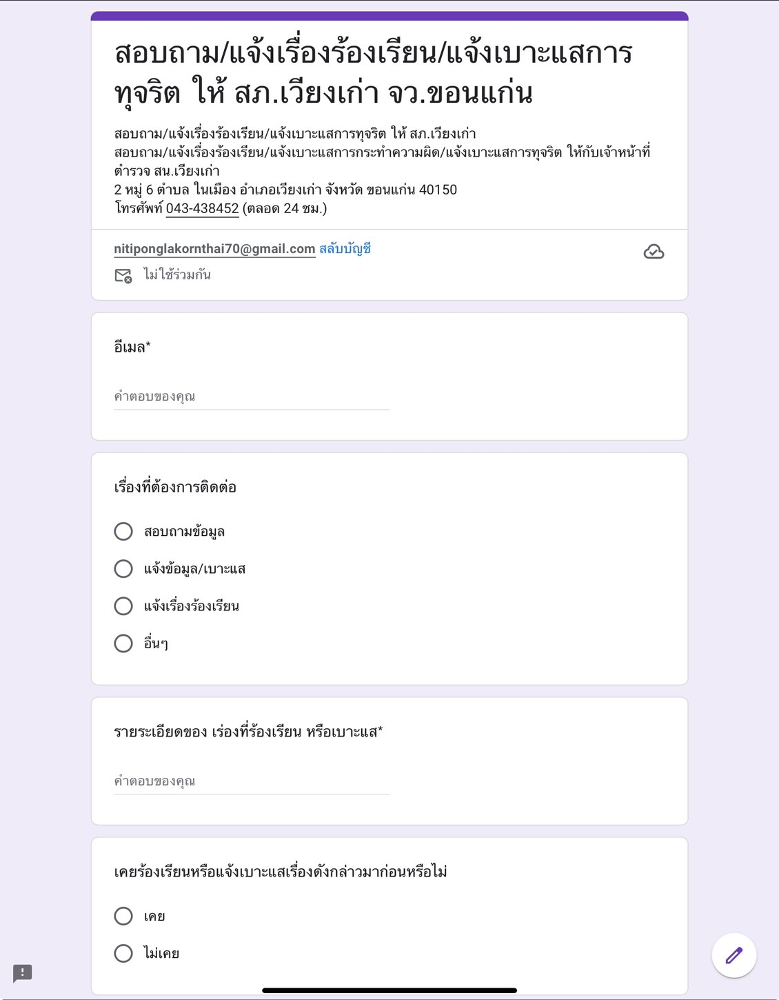 สอบถาม/แจ้งเรื่องร้องเรียน/แจ้งเบาะแสการ
ทุจริต ให้ สภ.เวียงเก่า จว.ขอนแก่น
สอบถาม/แจ้งเรื่องร้องเรียน/แจ้งเบาะแสการทุจริต ให้ สภ.เวียงเก่า
สอบถาม/แจ้งเรื่องร้องเรียน/แจ้งเบาะแสการกระทำความผิด/แจ้งเบาะแสการทุจริต ให้กับเจ้าหน้าที่
ตำรวจ สน.เวียงเก่า
2 หมู่ 6 ตำบล ในเมือง อำเภอเวียงเก่า จังหวัด ขอนแก่น 40150
โทรศัพท์ 043-438452 (ตลอด 24 ชม.)
nitiponglakornthai70@gmail.com สลับบัญชี
ไม่ใช้ร่วมกัน
อีเมล*
คำตอบของคุณ
เรื่องที่ต้องการติดต่อ
สอบถามข้อมูล
แจ้งข้อมูล/เบาะแส
แจ้งเรื่องร้องเรียน
อื่นๆ
รายระเอียดของ เร่องที่ร้องเรียน หรือเบาะแส*
คำตอบของคุณ
เคยร้องเรียนหรือแจ้งเบาะแสเรื่องดังกล่าวมาก่อนหรือไม่
เคย
ไม่เคย